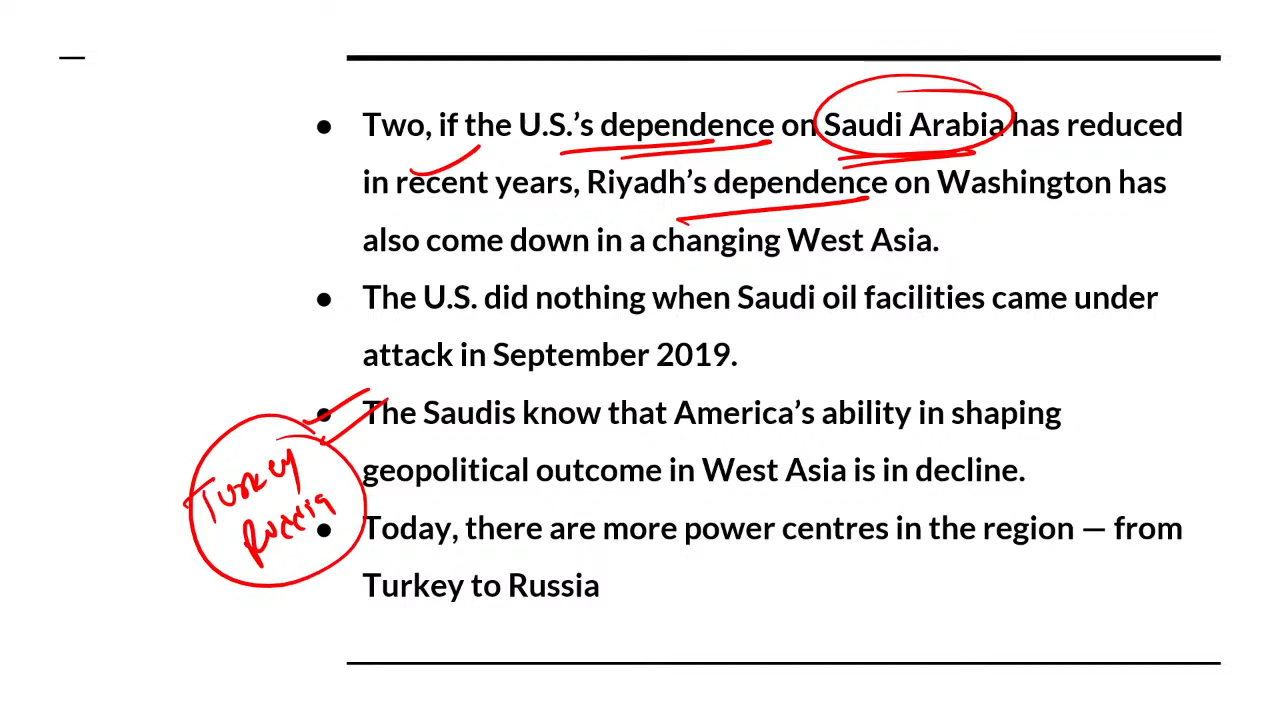 ● Two, if the U.S.’s dependence on Saudi Arabia has reduced
in recent years, Riyadh’s dependence on Washington has
also come down in a changing West Asia.
● The U.S. did nothing when Saudi oil facilities came under
attack in September 2019.
● The Saudis know that America’s ability in shaping
geopolitical outcome in West Asia is in decline.
● Today, there are more power centres in the region — from
Turkey to Russia
Turkey
Russia